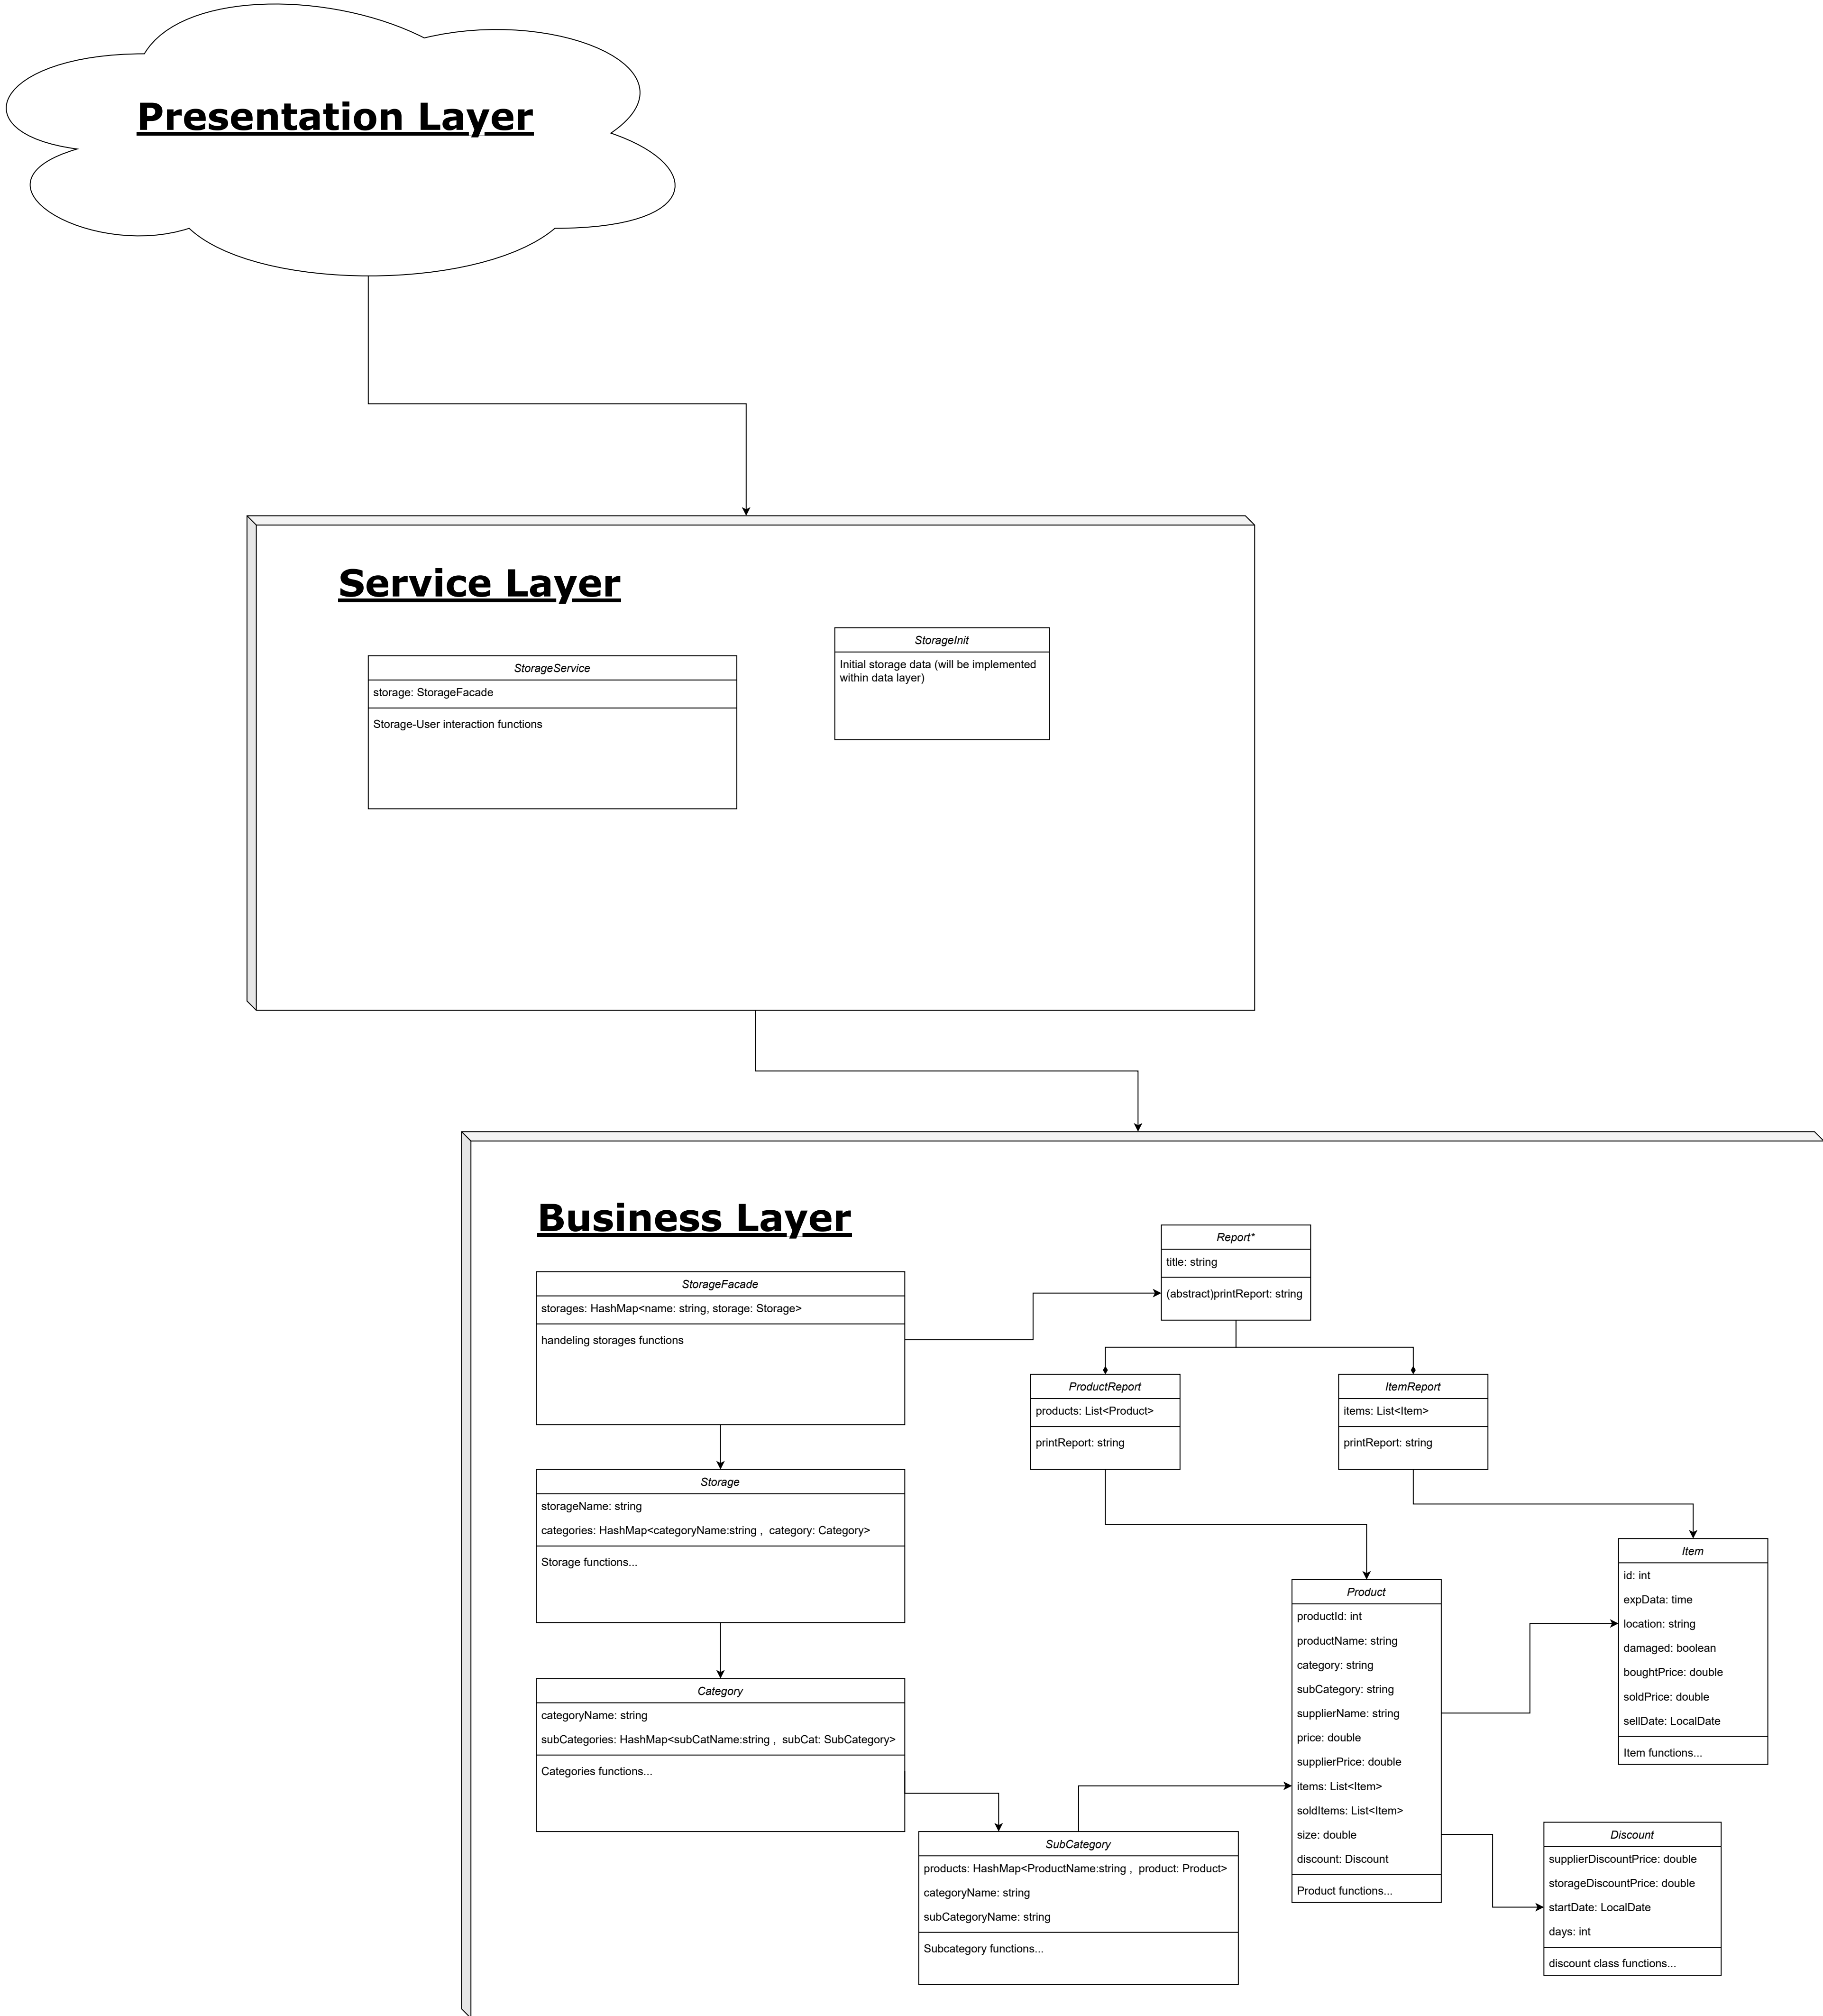 Presentation Layer
Service Layer
StorageInit
Initial storage data (will be implemented
within data layer)
StorageService
storage: StorageFacade
Storage-User interaction functions
Business Layer
Report*
title: string
(abstract)printReport: string
StorageFacade
storages: HashMap<name: string, storage: Storage>
handeling storages functions
ProductReport
products: List<Product>
printReport: string
ItemReport
items: List<Item>
printReport: string
Storage
storageName: string
categories: HashMap<categoryName:string ,  category: Category>
Storage functions...
Item
id: int
expData: time
location: string
damaged: boolean
boughtPrice: double
soldPrice: double
sellDate: LocalDate
Item functions...
Product
productId: int
productName: string
category: string
subCategory: string
supplierName: string
price: double
supplierPrice: double
items: List<Item>
soldItems: List<Item>
size: double
discount: Discount
Product functions...
Category
categoryName: string
subCategories: HashMap<subCatName:string ,  subCat: SubCategory>
Categories functions...
SubCategory
products: HashMap<ProductName:string ,  product: Product>
categoryName: string
subCategoryName: string
Subcategory functions...
Discount
supplierDiscountPrice: double
storageDiscountPrice: double
startDate: LocalDate
days: int
discount class functions...